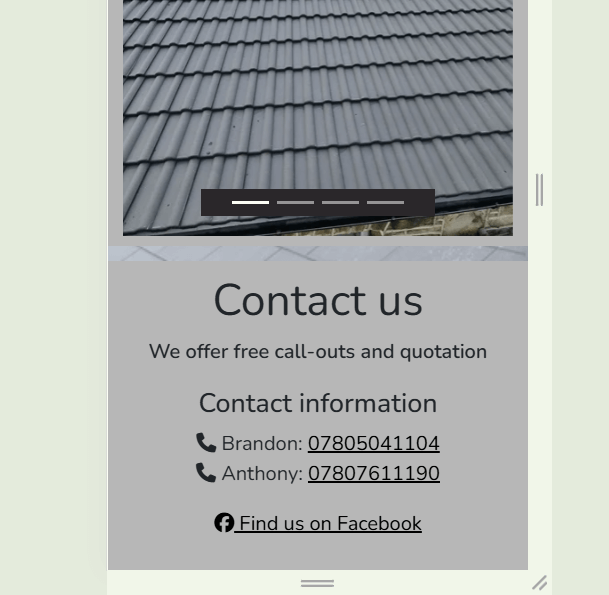 Contact us
We offer free call-outs and quotation
Contact information
Brandon: 07805041104
Anthony: 07807611190
Find us on Facebook